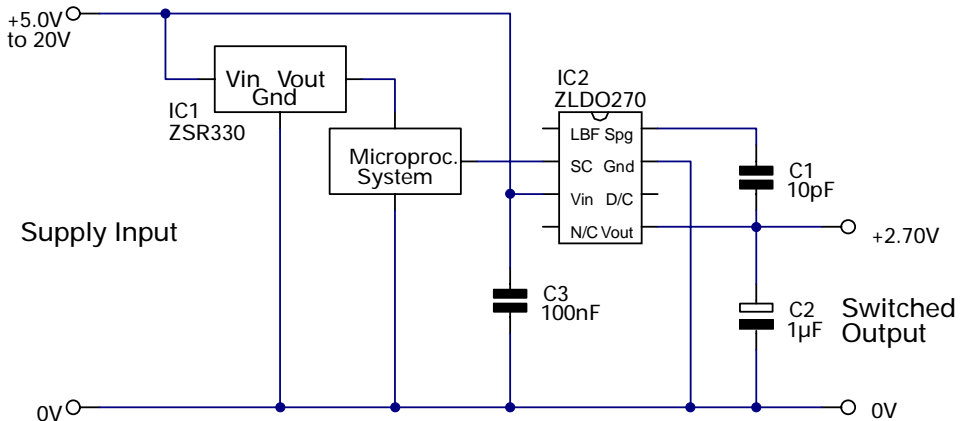 +5.0V
to 20V
Vin Vout
Gnd
IC1
ZSR330
Microproc.
System
IC2
ZLDO270
LBF Spg
SC Gnd
Vin D/C
N/C Vout
C1
10pF
Supply Input
+2.70V
C3
100nF
C2
1µF
Switched
Output
0V
0V